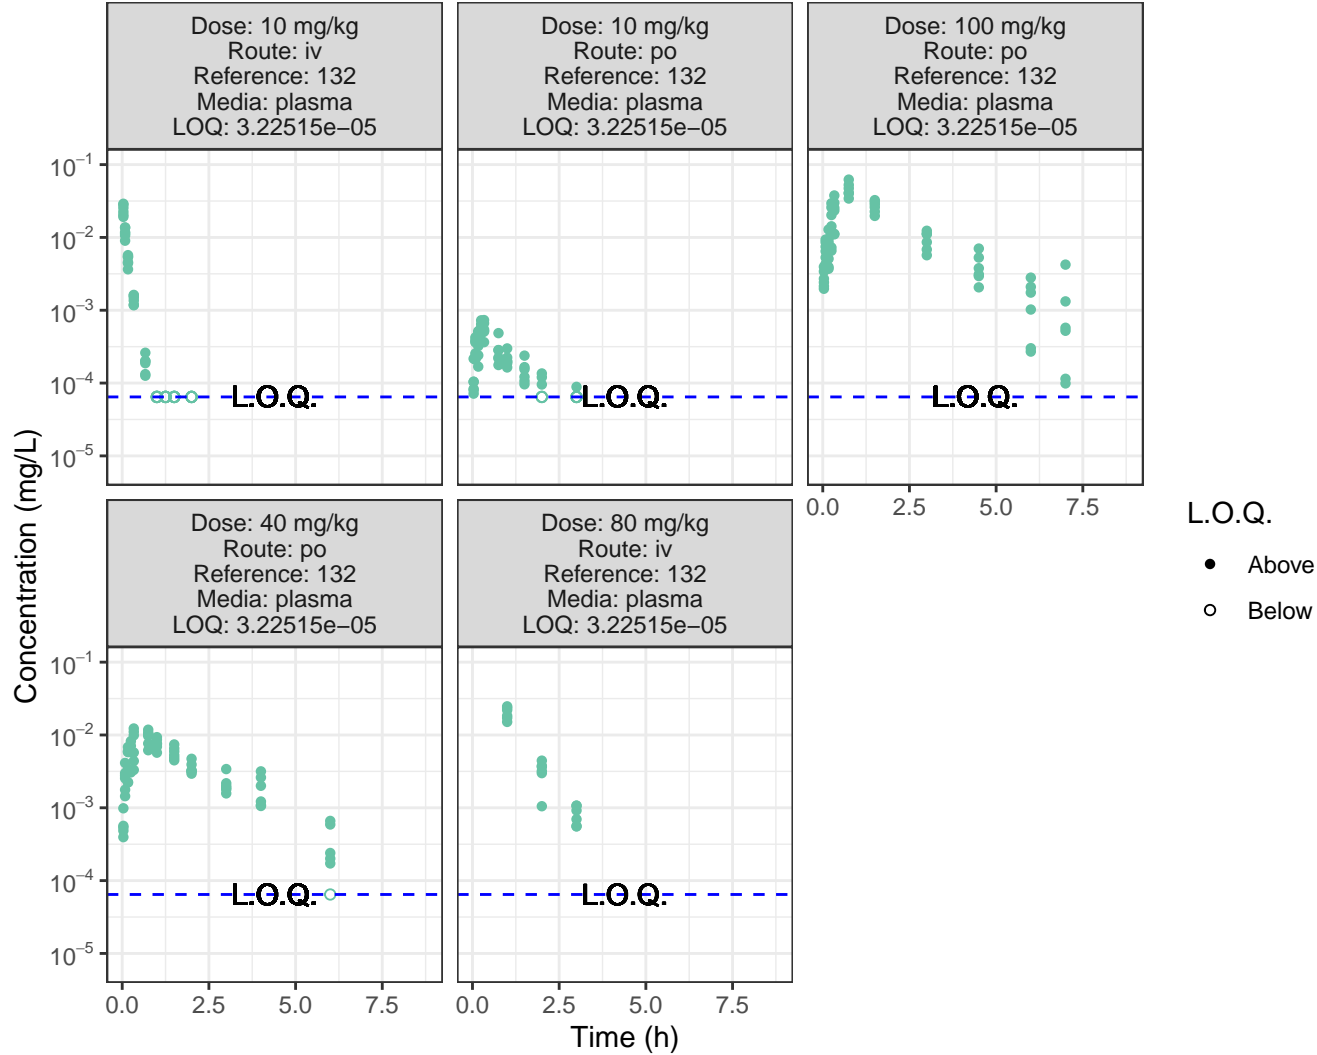 Dose: 10 mg/kg
Route: iv
Reference: 132
Media: plasma
LOQ: 3.22515e−05
Dose: 10 mg/kg
Route: po
Reference: 132
Media: plasma
LOQ: 3.22515e−05
Dose: 100 mg/kg
Route: po
Reference: 132
Media: plasma
LOQ: 3.22515e−05
10⁻¹
10⁻²
10⁻³
10⁻⁴
10⁻⁵
L.O.Q.
L.O.Q.
L.O.Q.
0.0 2.5 5.0 7.5
Dose: 40 mg/kg
Route: po
Reference: 132
Media: plasma
LOQ: 3.22515e−05
Dose: 80 mg/kg
Route: iv
Reference: 132
Media: plasma
LOQ: 3.22515e−05
10⁻¹
10⁻²
10⁻³
10⁻⁴
10⁻⁵
L.O.Q.
L.O.Q.
0.0 2.5 5.0 7.5
0.0 2.5 5.0 7.5
Time (h)
Concentration (mg/L)
L.O.Q.
Above
Below